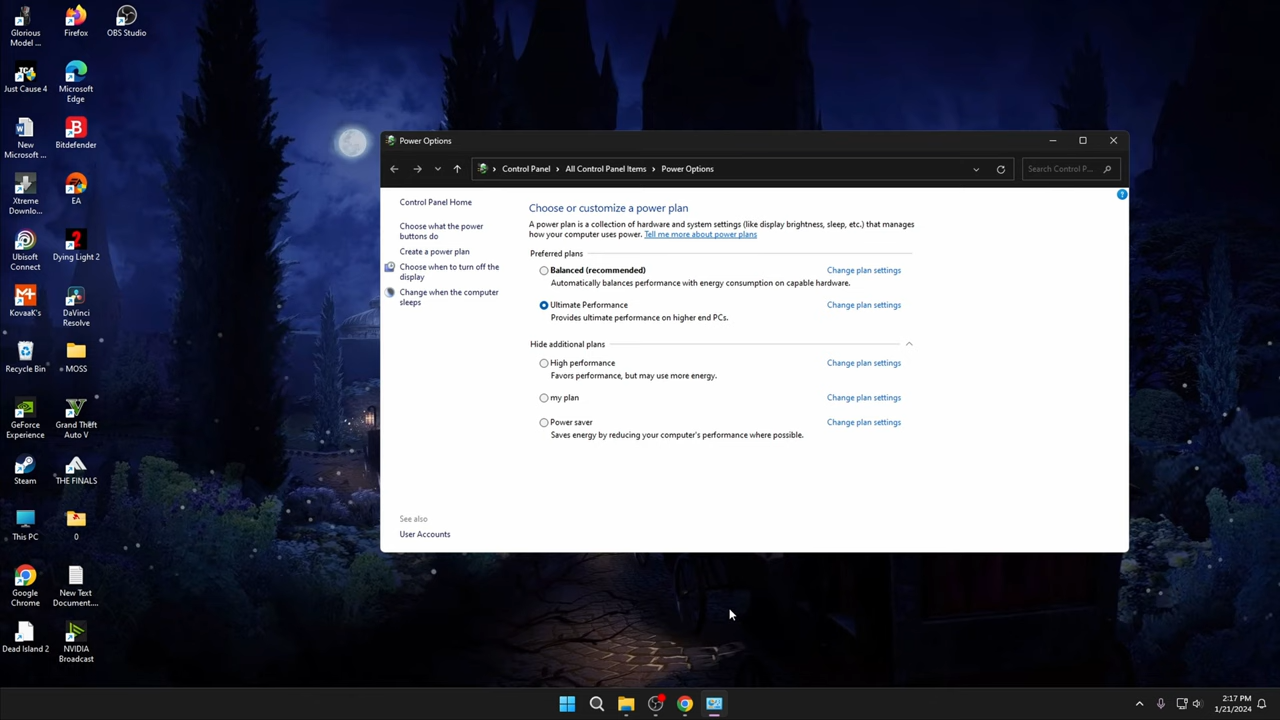 Glorious
Model ...
Firefox
OBS Studio
Just Cause 4
Microsoft
Edge
New
Microsoft ...
Bitdefender
Xtreme
Downlo...
EA
Ubisoft
Connect
Dying Light 2
KovaaK's
DaVinci
Resolve
Recycle Bin
MOSS
GeForce
Experience
Grand Theft
Auto V
Steam
THE FINALS
This PC
0
Google
Chrome
New Text
Document....
Dead Island 2
NVIDIA
Broadcast
Power Options
Control Panel > All Control Panel Items > Power Options
Search Control P...
Control Panel Home
Choose what the power
buttons do
Create a power plan
Choose when to turn off the
display
Change when the computer
sleeps
See also
User Accounts
Choose or customize a power plan
A power plan is a collection of hardware and system settings (like display brightness, sleep, etc.) that manages
how your computer uses power. Tell me more about power plans
Preferred plans
Balanced (recommended) Change plan settings
Automatically balances performance with energy consumption on capable hardware.
Ultimate Performance Change plan settings
Provides ultimate performance on higher end PCs.
Hide additional plans
High performance Change plan settings
Favors performance, but may use more energy.
my plan Change plan settings
Power saver Change plan settings
Saves energy by reducing your computer's performance where possible.
2:17 PM
1/21/2024